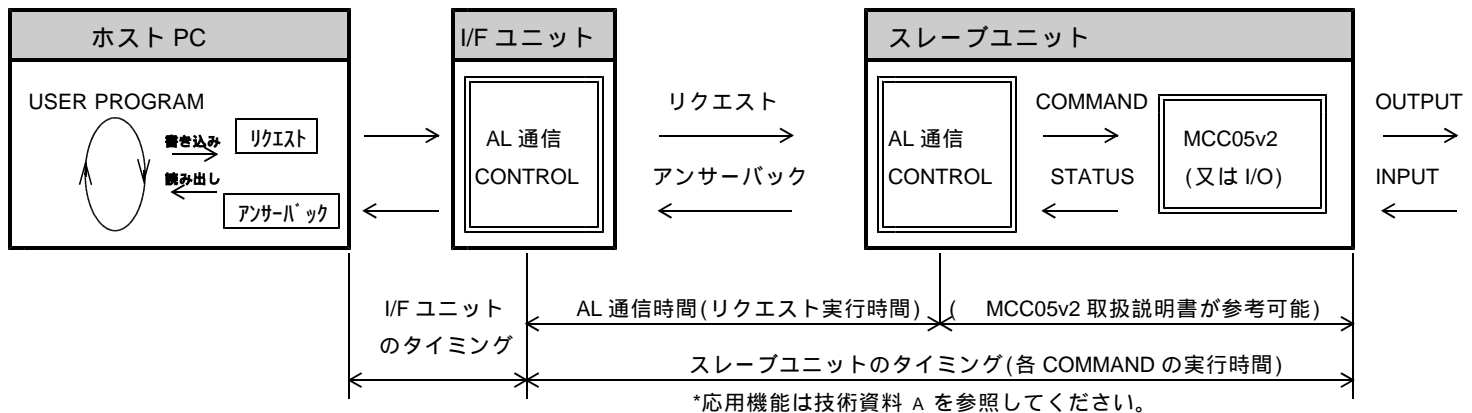 ホスト PC
I/F ユニット
スレーブユニット
USER PROGRAM
書き込み
リクエスト
読み出し
アンサーバック
AL 通信
CONTROL
リクエスト
アンサーバック
AL 通信
CONTROL
COMMAND
STATUS
MCC05v2
(又は I/O)
OUTPUT
INPUT
I/F ユニット
のタイミング
AL 通信時間(リクエスト実行時間)
( MCC05v2 取扱説明書が参考可能)
スレーブユニットのタイミング(各 COMMAND の実行時間)
*応用機能は技術資料 A を参照してください。